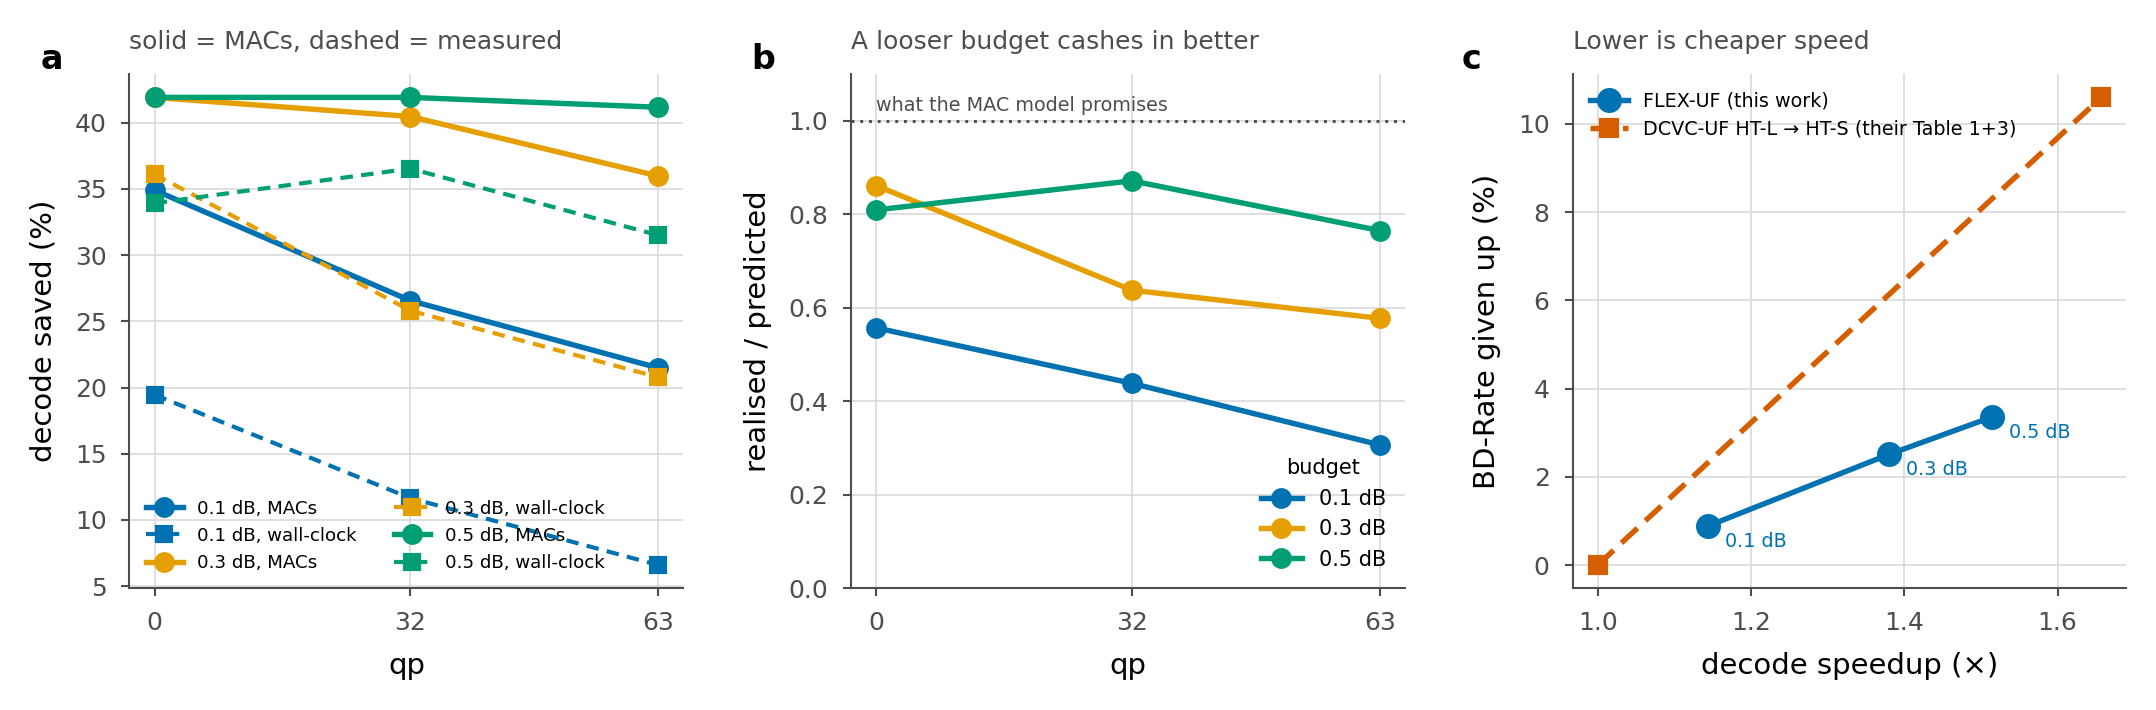 a
solid = MACs, dashed = measured
decode saved (%)
40
35
30
25
20
15
10
5
0.1 dB, MACs
0.1 dB, wall-clock
0.3 dB, MACs
0.3 dB, wall-clock
0.5 dB, MACs
0.5 dB, wall-clock
0
32
63
qp
b
A looser budget cashes in better
what the MAC model promises
realised / predicted
1.0
0.8
0.6
0.4
0.2
0.0
budget
0.1 dB
0.3 dB
0.5 dB
0
32
63
qp
c
Lower is cheaper speed
FLEX-UF (this work)
DCVC-UF HT-L → HT-S (their Table 1+3)
BD-Rate given up (%)
10
8
6
4
2
0
0.5 dB
0.3 dB
0.1 dB
1.0
1.2
1.4
1.6
decode speedup (×)